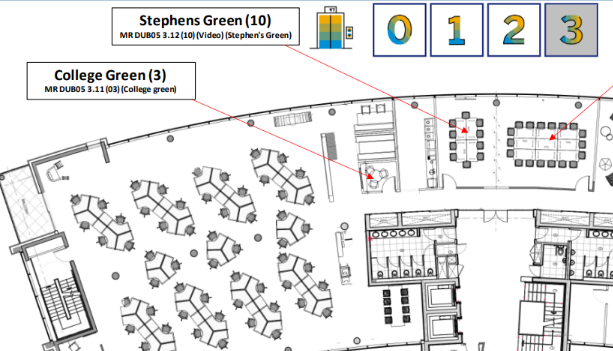 Stephens Green (10)
MR DUB05 3.12 (10) (Video) (Stephen's Green)
0 1 2 3
College Green (3)
MR DUB05 3.11 (03) (College green)